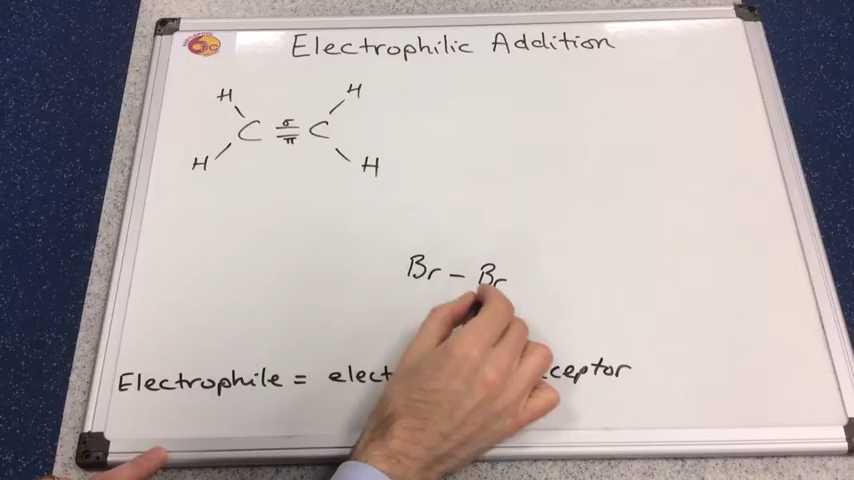 Electrophilic Addition
H H
C σ π C
H H
Br - Br
Electrophile = elect ceptor